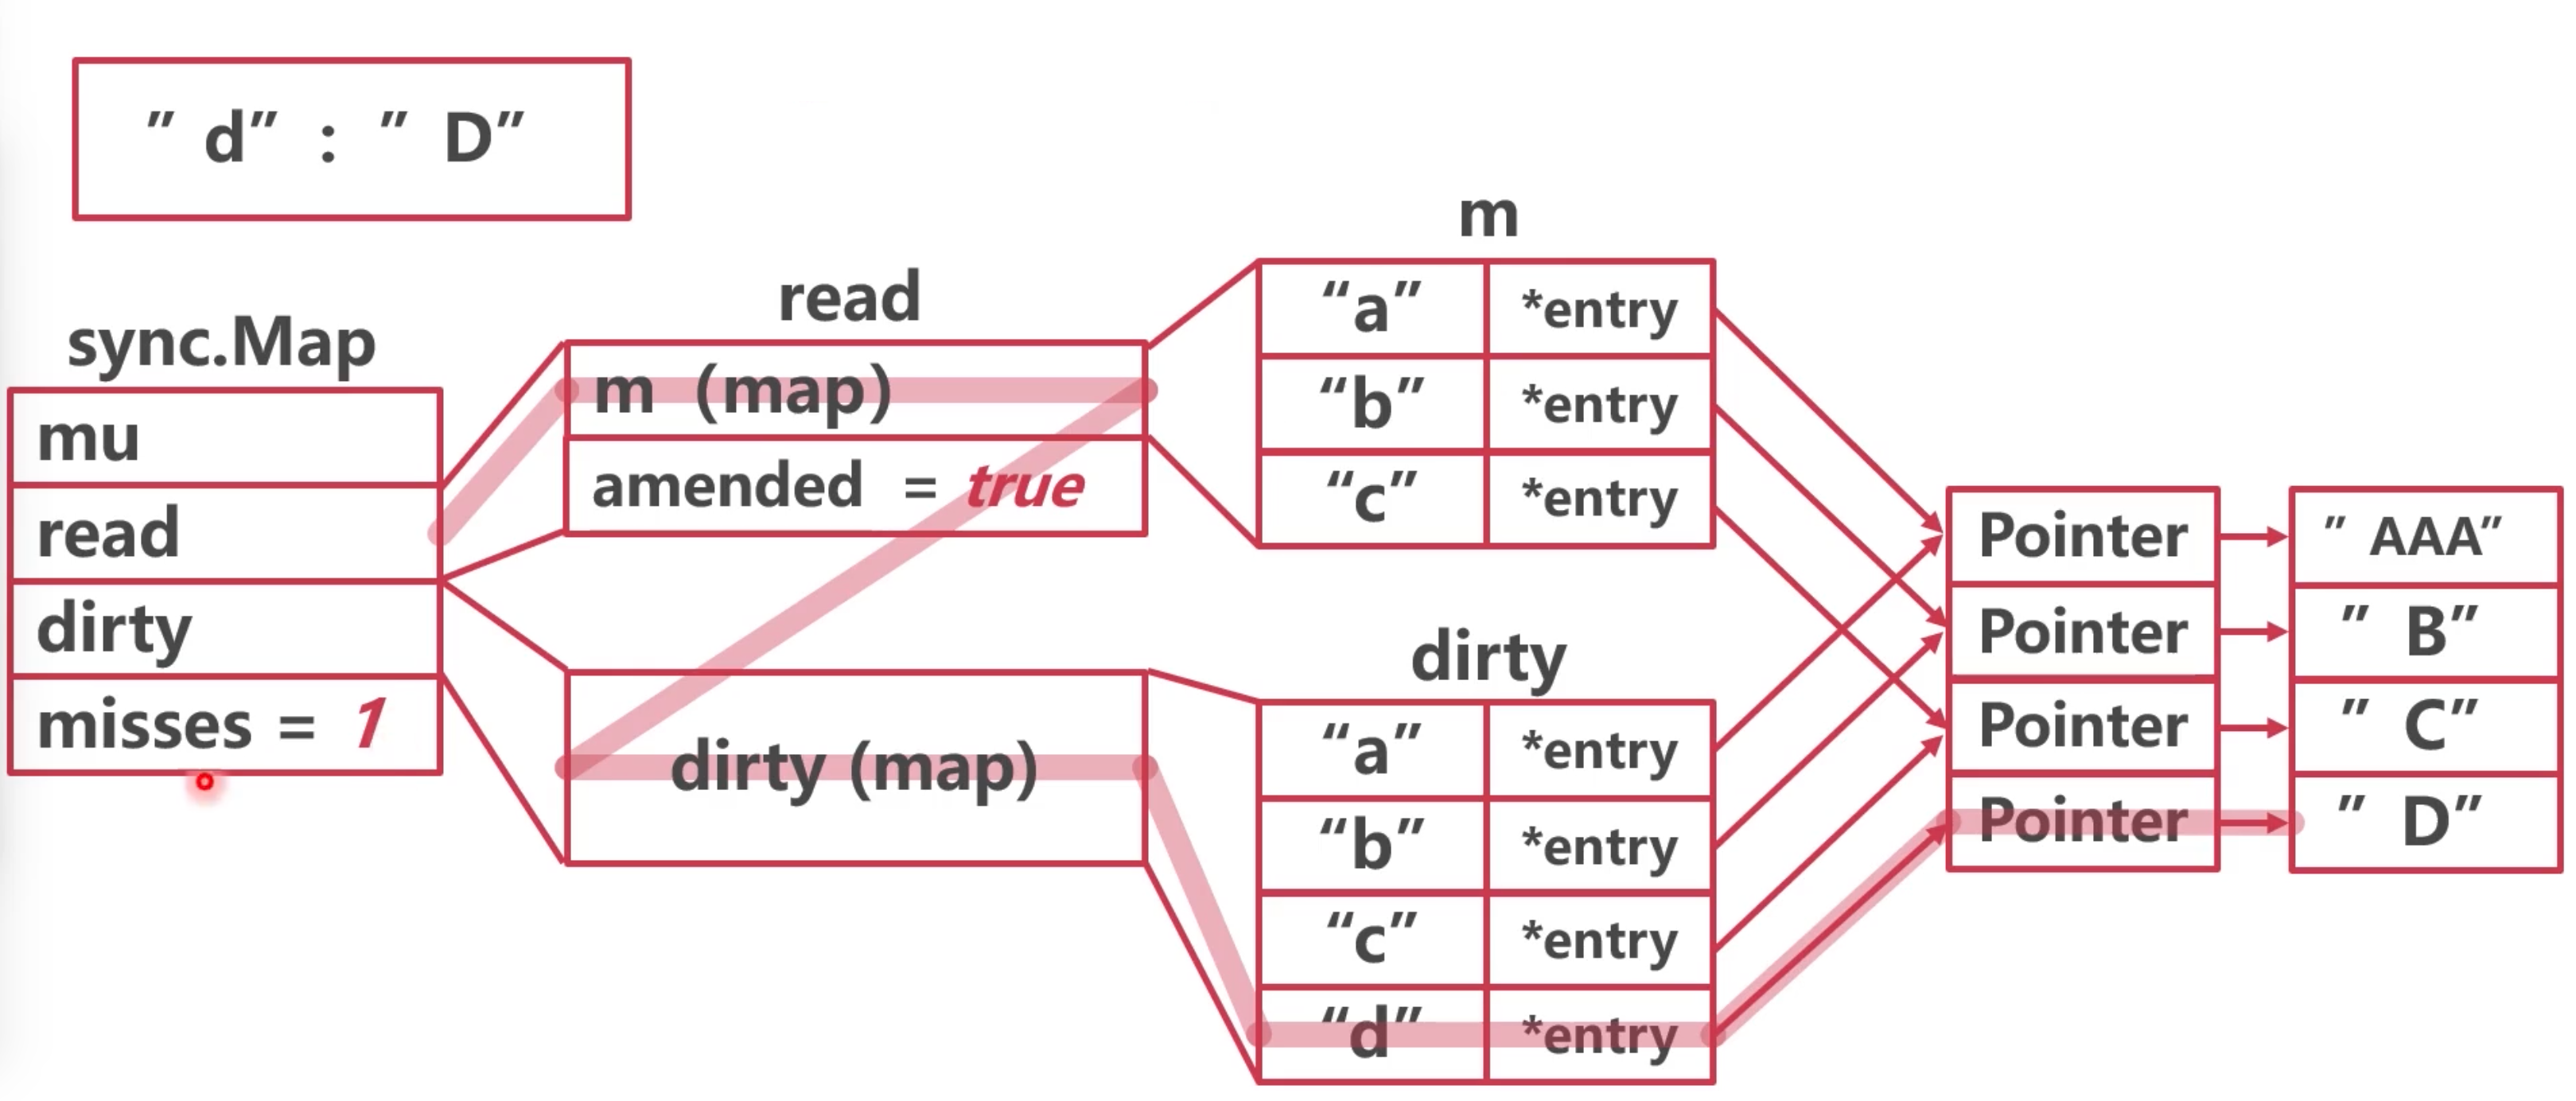 ” d” : ” D”
sync.Map
mu
read
dirty
misses = 1
read
m (map)
amended = true
dirty (map)
m
“a” *entry
“b” *entry
“c” *entry
dirty
“a” *entry
“b” *entry
“c” *entry
“d” *entry
Pointer ” AAA”
Pointer ” B”
Pointer ” C”
Pointer ” D”